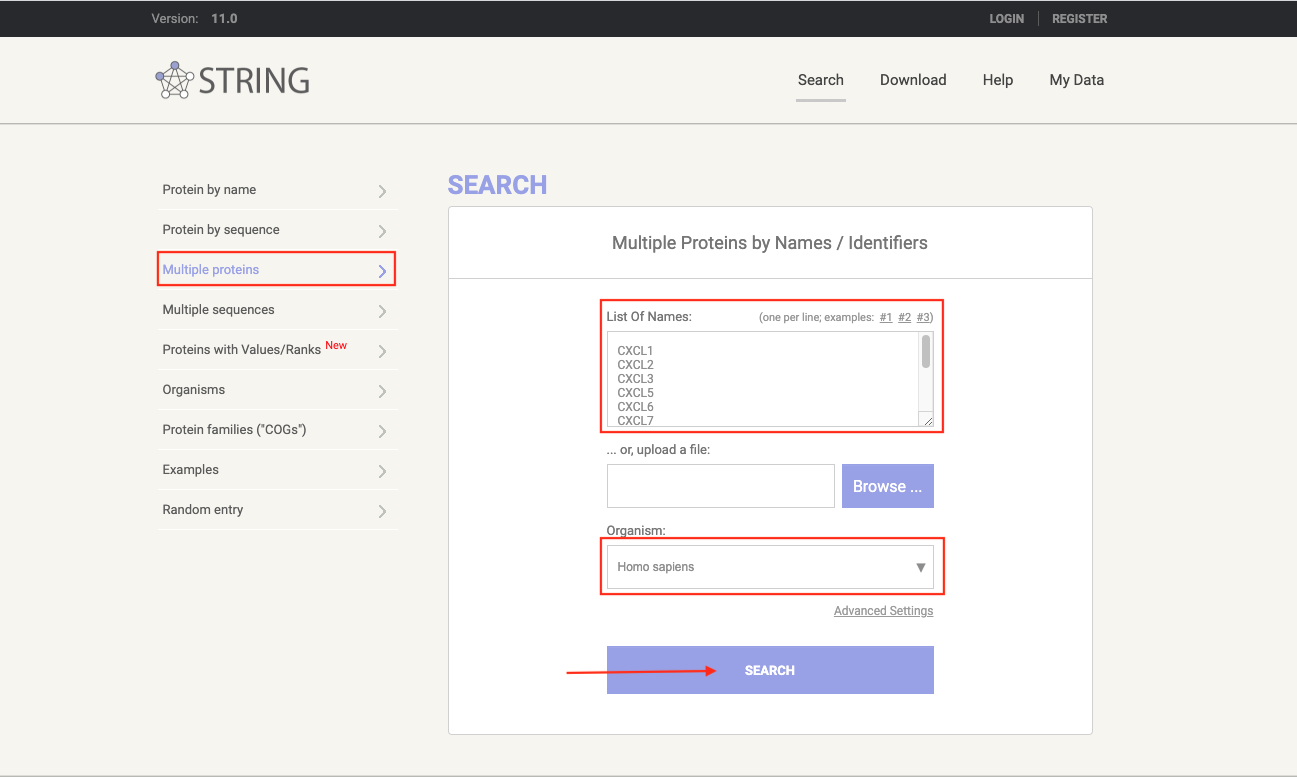 Version: 11.0
LOGIN REGISTER
STRING
Search Download Help My Data
Protein by name
Protein by sequence
Multiple proteins
Multiple sequences
Proteins with Values/Ranks New
Organisms
Protein families ("COGs")
Examples
Random entry
SEARCH
Multiple Proteins by Names / Identifiers
List Of Names: (one per line; examples: #1 #2 #3)
CXCL1
CXCL2
CXCL3
CXCL5
CXCL6
CXCL7
... or, upload a file:
Browse ...
Organism:
Homo sapiens
Advanced Settings
SEARCH